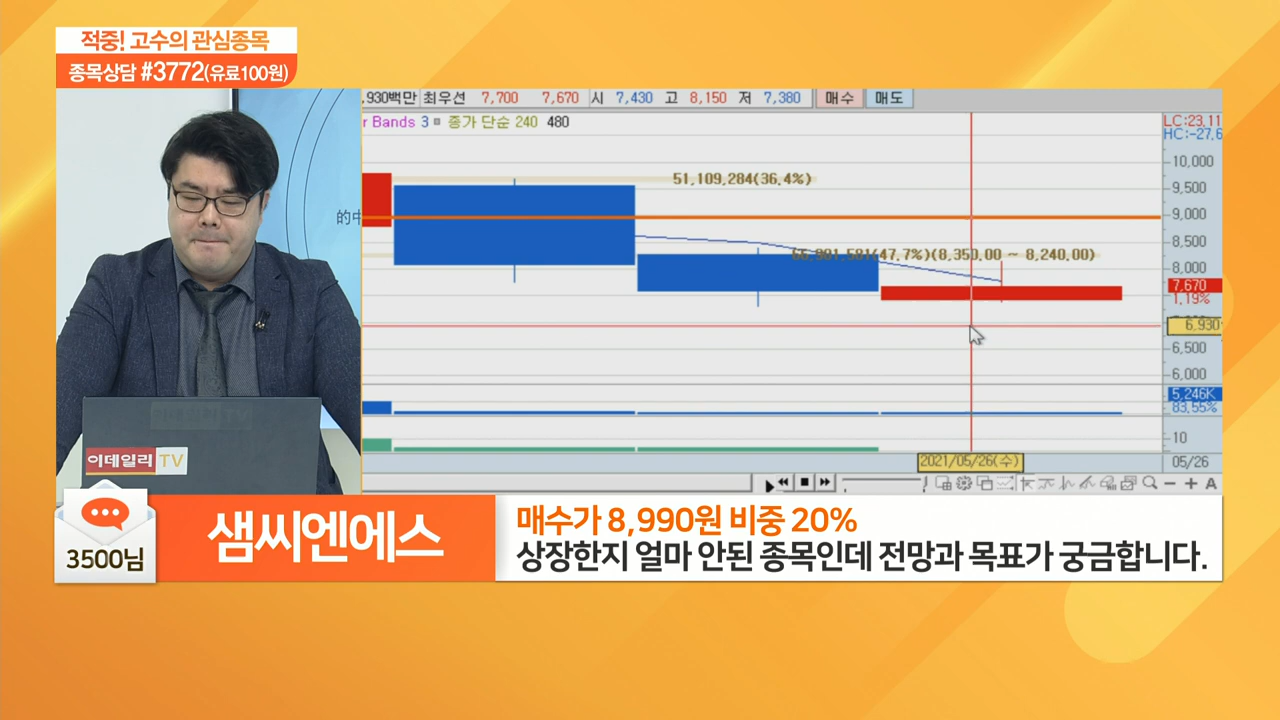 적중! 고수의 관심종목
종목상담 #3772(유료100원)
,930백만 최우선 7,700 7,670 시 7,430 고 8,150 저 7,380 매수 매도
r Bands 3 종가 단순 240 480
LC:23,11
HC:-27,6
51,109,284(36.4%)
10,000
9,500
9,000
8,500
(47.7%)(8,350.00 ~ 8,240.00)
8,000
7,670
1,19%
6,930
6,500
6,000
5,246K
83,55%
10
2021/05/26(수)
05/26
A
的中
이데일리 TV
3500님
샘씨엔에스
매수가 8,990원 비중 20%
상장한지 얼마 안된 종목인데 전망과 목표가 궁금합니다.